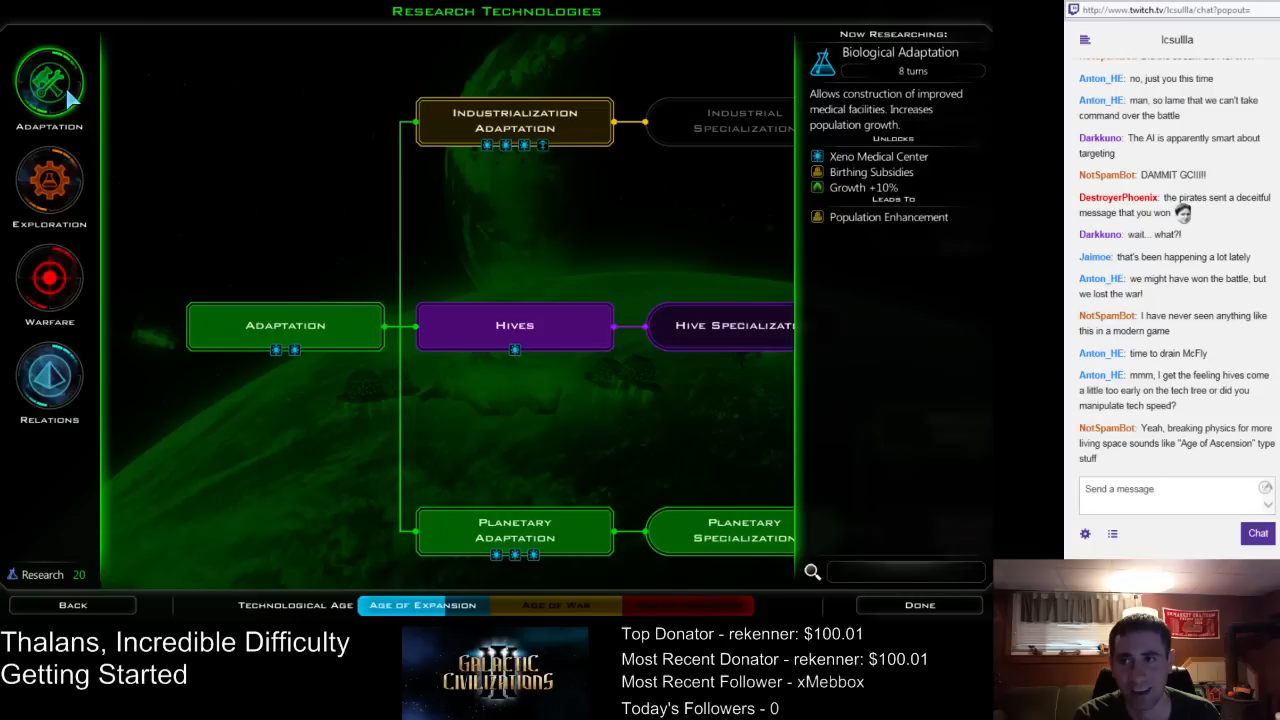 Research Technologies
Adaptation
Exploration
Warfare
Relations
Industrialization
Adaptation
Industrial
Adaptation
Hives
Planetary
Adaptation
Planetary
Now Researching:
Biological Adaptation
8 turns
Allows construction of improved
medical facilities. Increases
population growth.
Unlocks
Xeno Medical Center
Birthing Subsidies
Growth +10%
Leads To
Population Enhancement
Research 20
Back
Technological Age
Age of Expansion
Age of War
Done
Thalans, Incredible Difficulty
Getting Started
Galactic
Civilizations
III
Top Donator - rekenner: $100.01
Most Recent Donator - rekenner: $100.01
Most Recent Follower - xMebbox
Today's Followers - 0
http://www.twitch.tv/lcsullla/chat?popout=
lcsullla
Anton_HE: no, just you this time
Anton_HE: man, so lame that we can't take
command over the battle
Darkkuno: The AI is apparently smart about
targeting
NotSpamBot: DAMMIT GCIII!!
DestroyerPhoenix: the pirates sent a deceitful
message that you won
Darkkuno: wait... what?!
Jaimoe: that's been happening a lot lately
Anton_HE: we might have won the battle, but
we lost the war!
NotSpamBot: I have never seen anything like
this in a modern game
Anton_HE: time to drain McFly
Anton_HE: mmm, I get the feeling hives come
a little too early on the tech tree or did you
manipulate tech speed?
NotSpamBot: Yeah, breaking physics for more
living space sounds like "Age of Ascension" type
stuff
Send a message
Chat